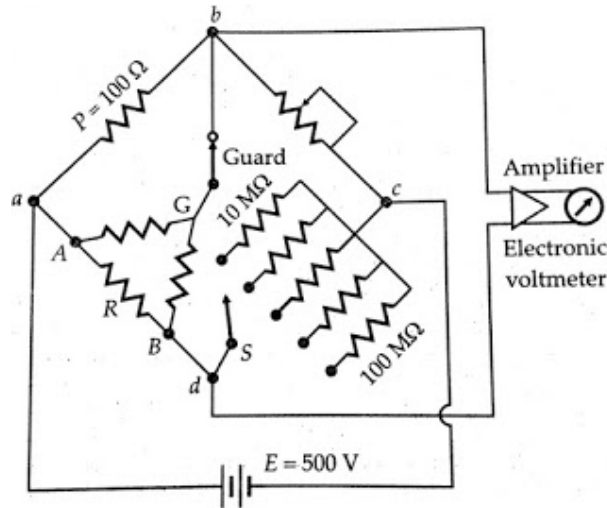 b
P = 100 Ω
Guard
a
G
10 MΩ
c
Amplifier
A
Electronic
voltmeter
R
B
S
100 MΩ
d
E = 500 V